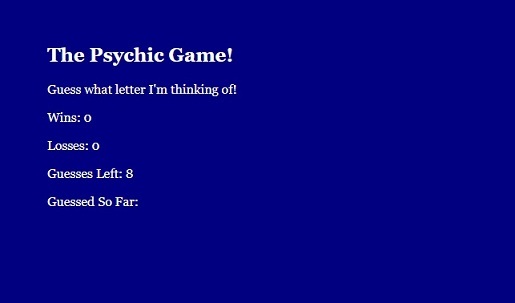 The Psychic Game!
Guess what letter I'm thinking of!
Wins: 0
Losses: 0
Guesses Left: 8
Guessed So Far: